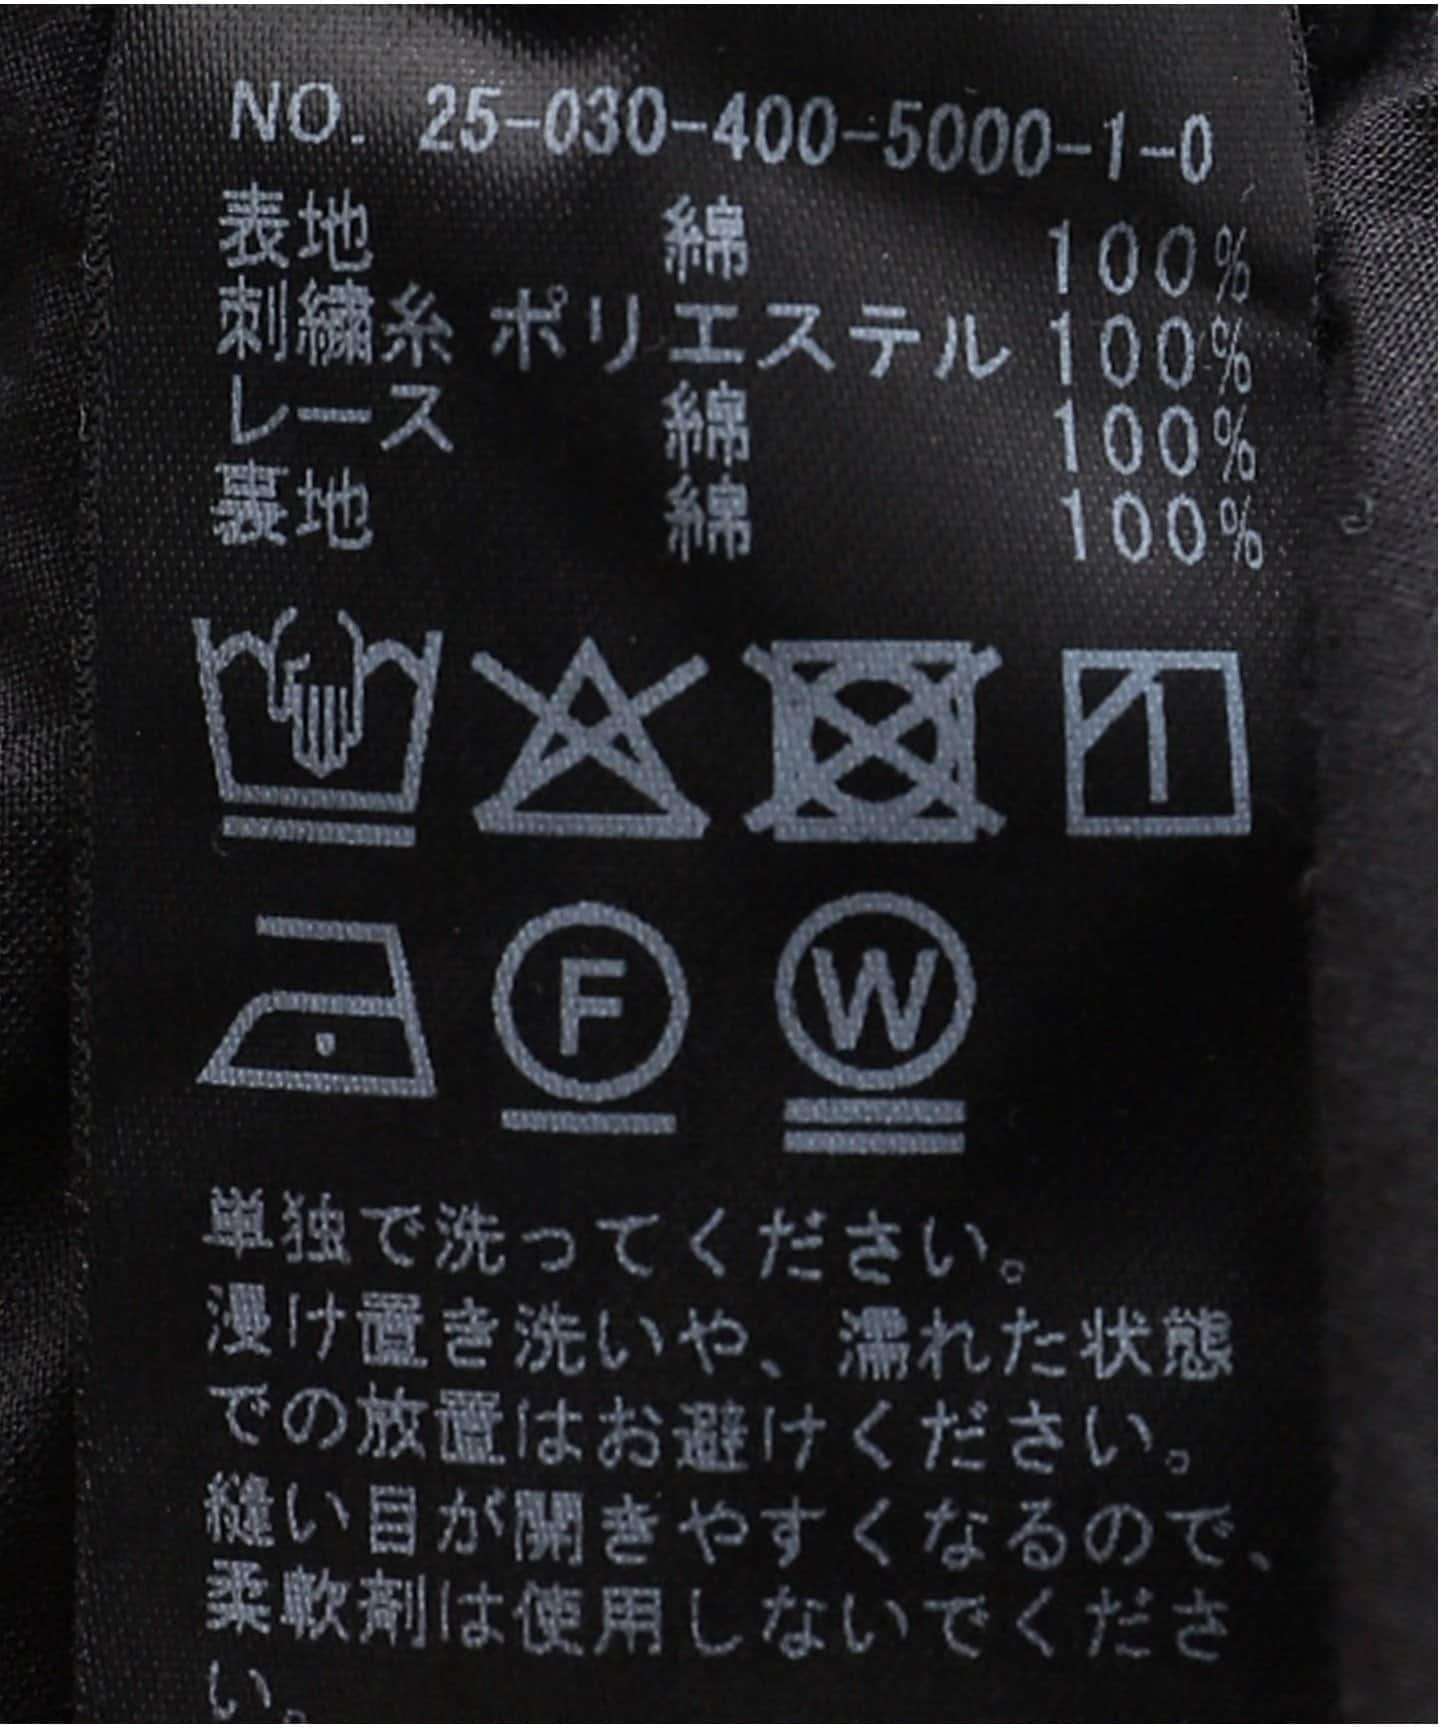 NO. 25-030-400-5000-1-0
表地 綿 100%
刺繍糸 ポリエステル 100%
レース 綿 100%
裏地 綿 100%
F W
単独で洗ってください。
浸け置き洗いや、濡れた状態
での放置はお避けください。
縫い目が開きやすくなるので、
柔軟剤は使用しないでくださ
い。